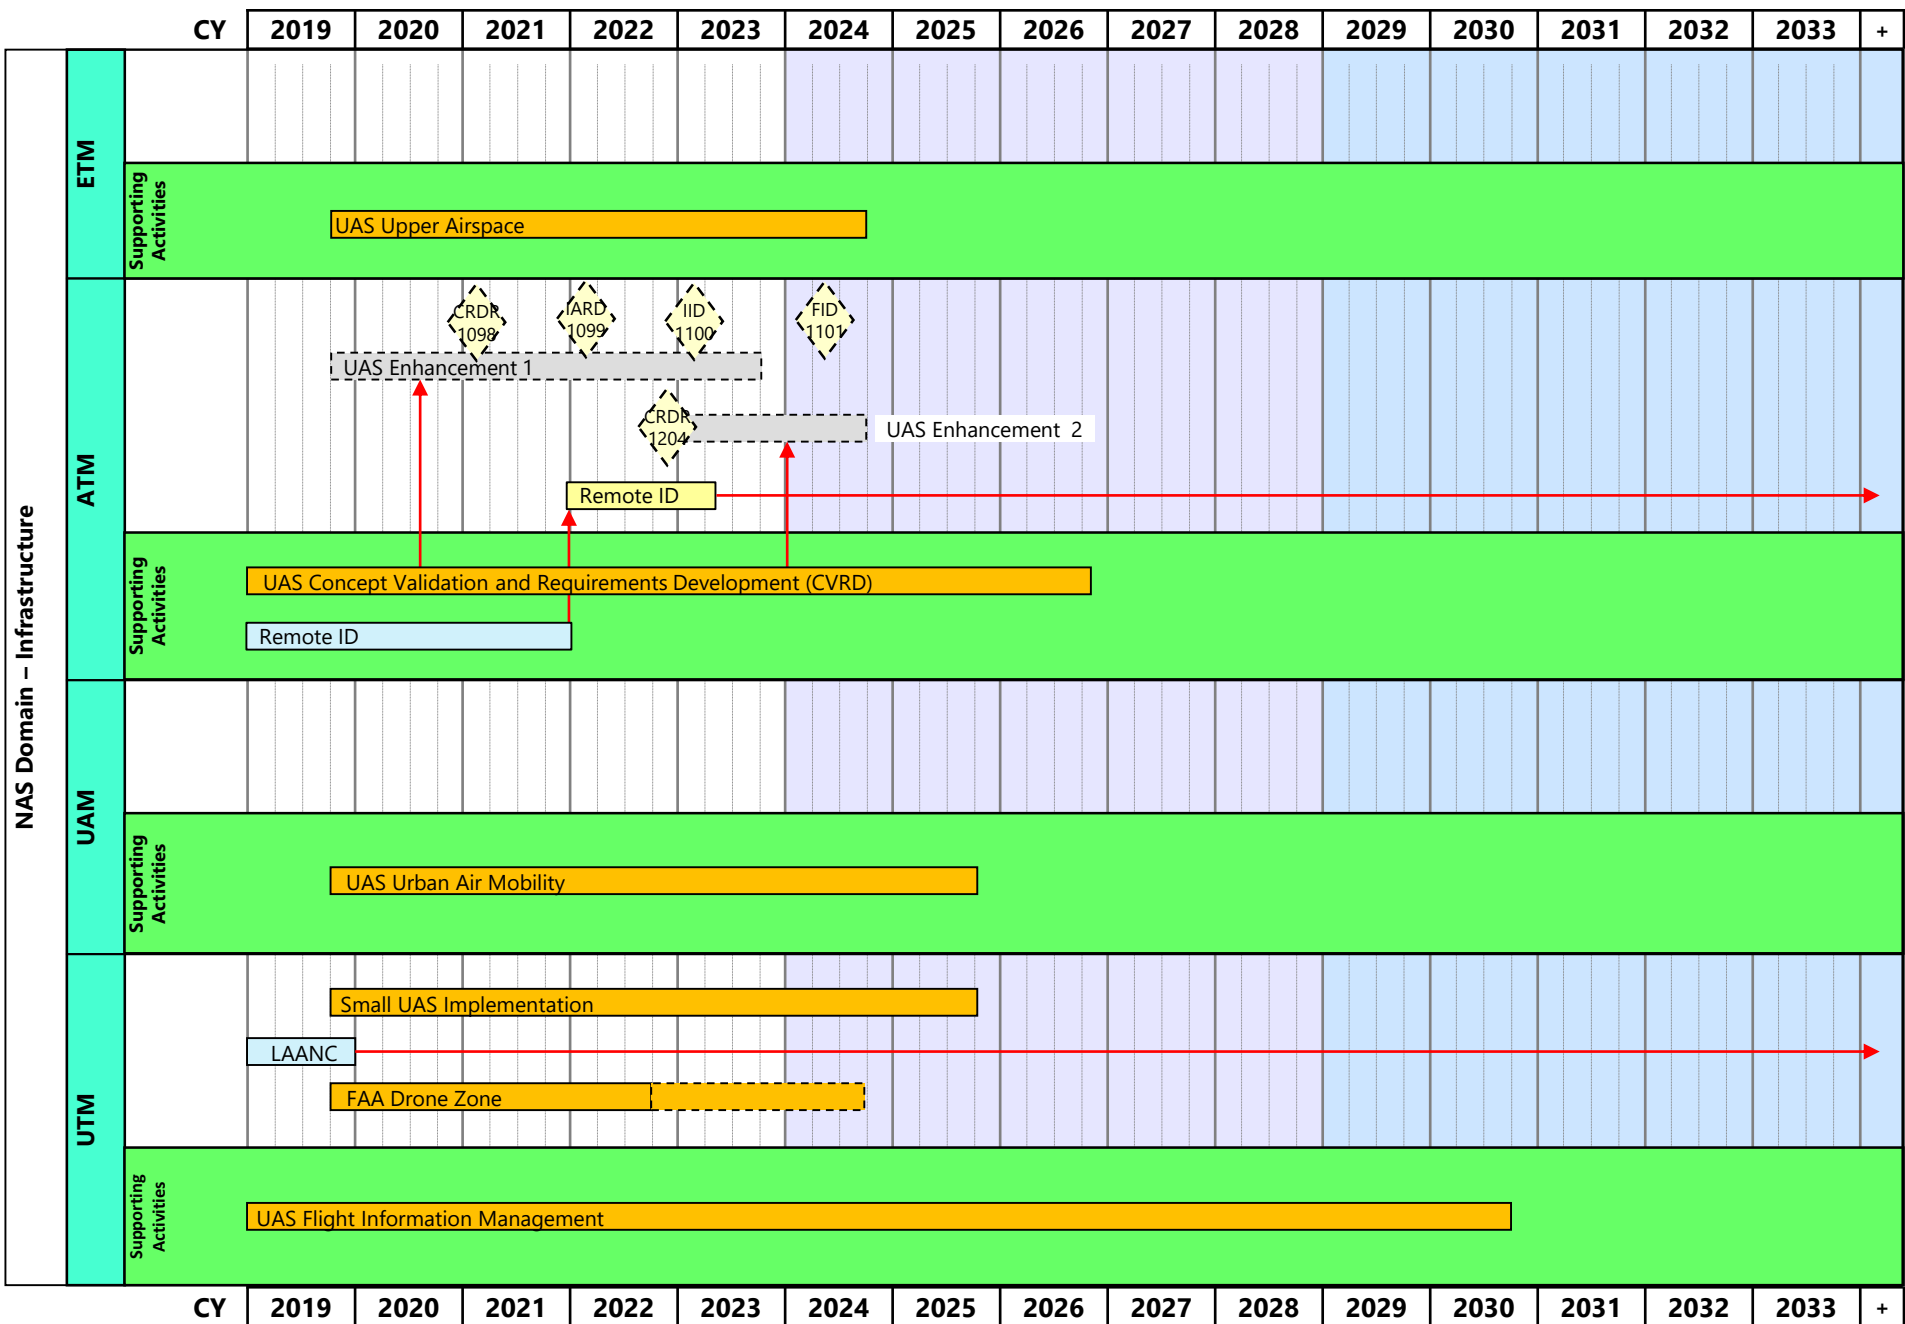 CY 2019 2020 2021 2022 2023 2024 2025 2026 2027 2028 2029 2030 2031 2032 2033 +
NAS Domain – Infrastructure
ETM
Supporting
Activities
UAS Upper Airspace
ATM
CRDR
1098
IARD
1099
IID
1100
FID
1101
UAS Enhancement 1
CRDR
1204
UAS Enhancement 2
Remote ID
Supporting
Activities
UAS Concept Validation and Requirements Development (CVRD)
Remote ID
UAM
Supporting
Activities
UAS Urban Air Mobility
UTM
Small UAS Implementation
LAANC
FAA Drone Zone
Supporting
Activities
UAS Flight Information Management
CY 2019 2020 2021 2022 2023 2024 2025 2026 2027 2028 2029 2030 2031 2032 2033 +